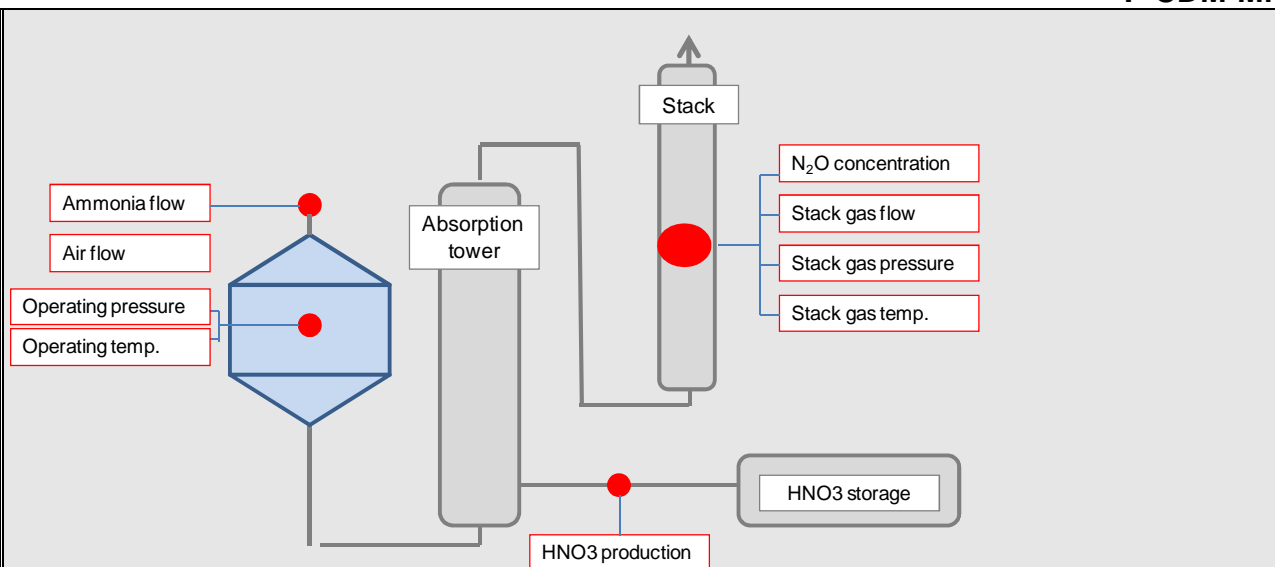 Stack
N₂O concentration
Ammonia flow
Stack gas flow
Absorption
tower
Air flow
Stack gas pressure
Operating pressure
Stack gas temp.
Operating temp.
HNO3 storage
HNO3 production